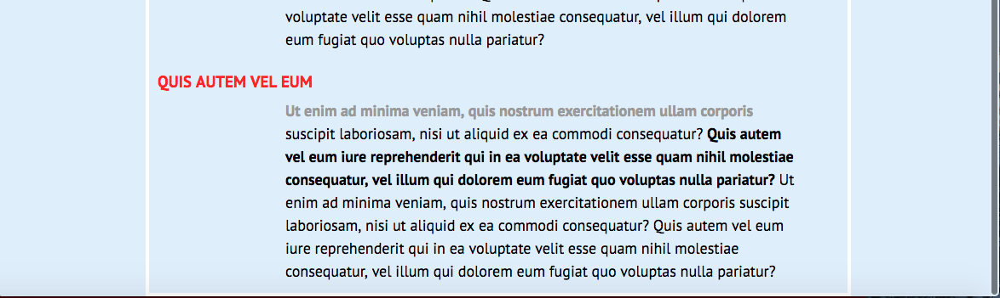 voluptate velit esse quam nihil molestiae consequatur, vel illum qui dolorem
eum fugiat quo voluptas nulla pariatur?
QUIS AUTEM VEL EUM
Ut enim ad minima veniam, quis nostrum exercitationem ullam corporis
suscipit laboriosam, nisi ut aliquid ex ea commodi consequatur? Quis autem
vel eum iure reprehenderit qui in ea voluptate velit esse quam nihil molestiae
consequatur, vel illum qui dolorem eum fugiat quo voluptas nulla pariatur? Ut
enim ad minima veniam, quis nostrum exercitationem ullam corporis suscipit
laboriosam, nisi ut aliquid ex ea commodi consequatur? Quis autem vel eum
iure reprehenderit qui in ea voluptate velit esse quam nihil molestiae
consequatur, vel illum qui dolorem eum fugiat quo voluptas nulla pariatur?